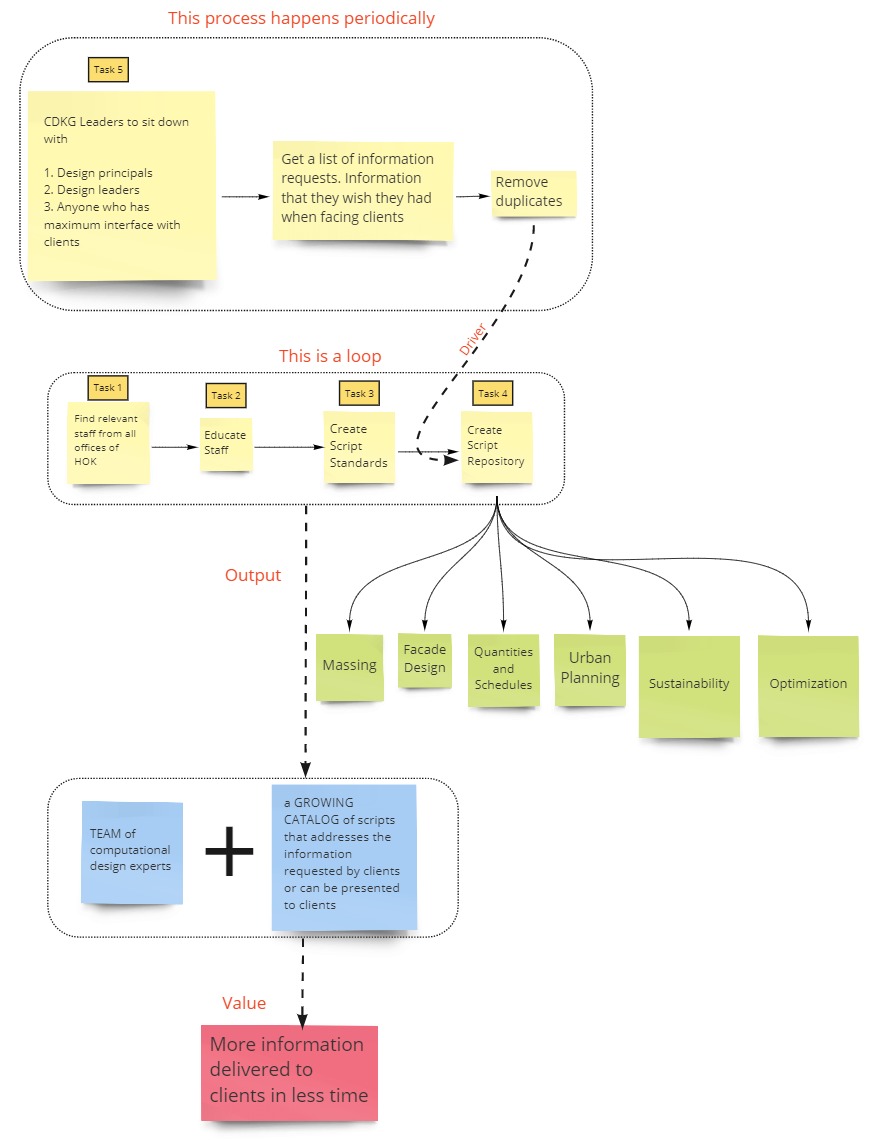 This process happens periodically
Task 5
CDKG Leaders to sit down
with
1. Design principals
2. Design leaders
3. Anyone who has
maximum interface with
clients
Get a list of information
requests. Information
that they wish they had
when facing clients
Remove
duplicates
Driver
This is a loop
Task 1
Find relevant
staff from all
offices of
HOK
Task 2
Educate
Staff
Task 3
Create
Script
Standards
Task 4
Create
Script
Repository
Output
Massing
Facade
Design
Quantities
and
Schedules
Urban
Planning
Sustainability
Optimization
TEAM of
computational
design experts
+
a GROWING
CATALOG of scripts
that addresses the
information
requested by clients
or can be presented
to clients
Value
More information
delivered to
clients in less time